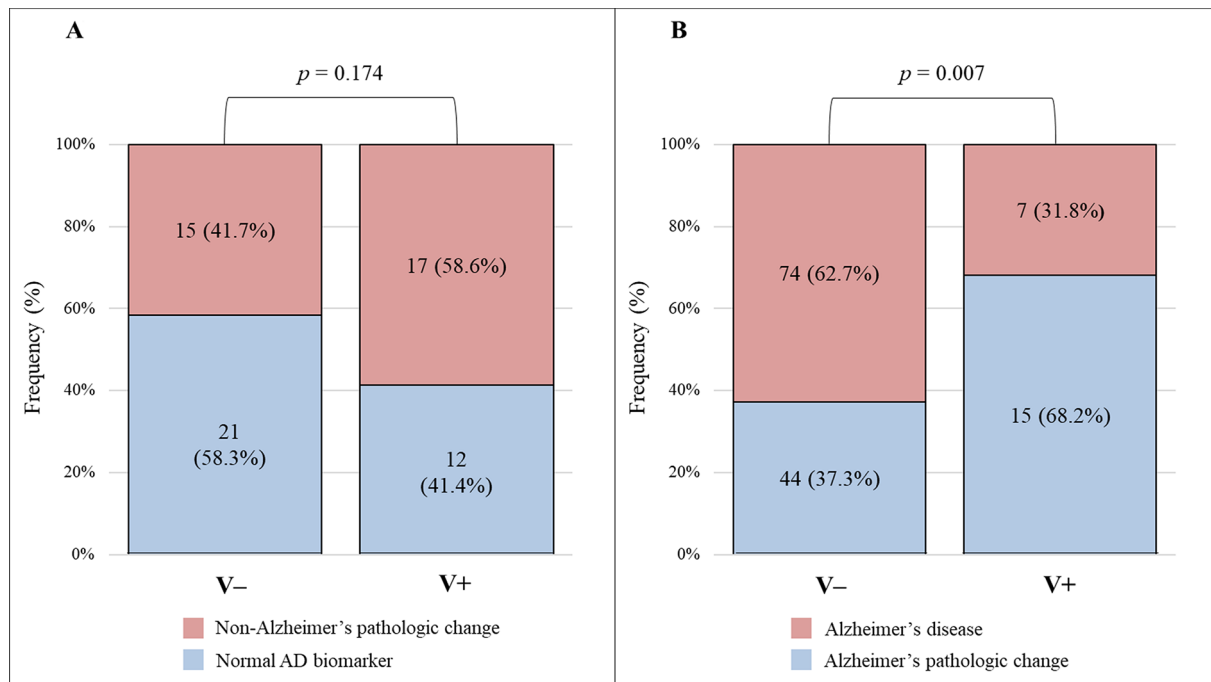 A
p = 0.174
100%
80%
60%
40%
20%
0%
Frequency (%)
15 (41.7%)
17 (58.6%)
21
(58.3%)
12
(41.4%)
V–
V+
Non-Alzheimer's pathologic change
Normal AD biomarker
B
p = 0.007
100%
80%
60%
40%
20%
0%
Frequency (%)
7 (31.8%)
74 (62.7%)
15 (68.2%)
44 (37.3%)
V–
V+
Alzheimer's disease
Alzheimer's pathologic change